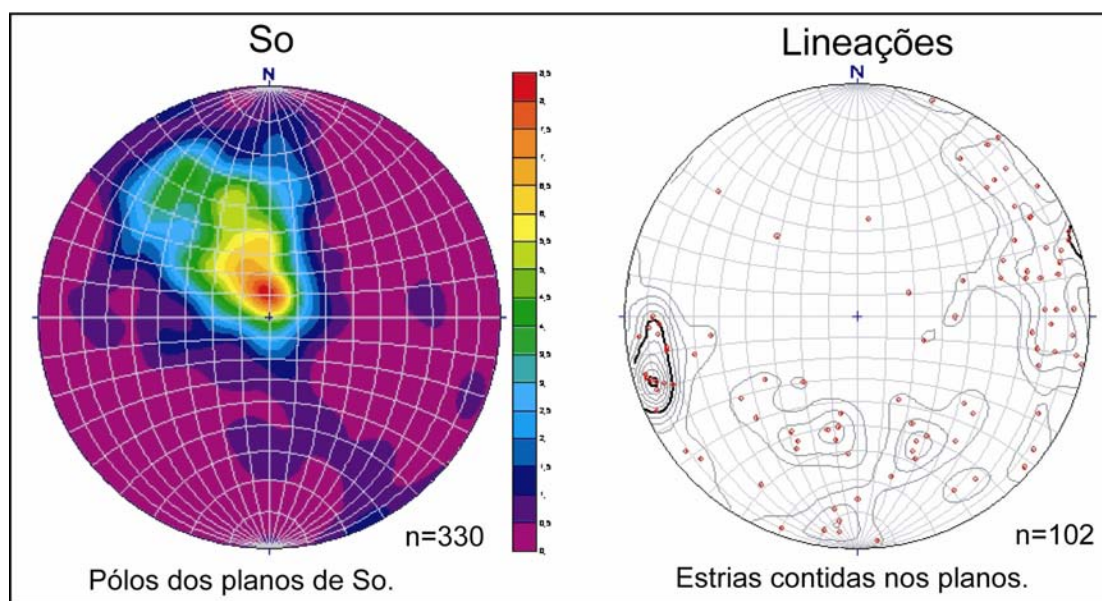 So
Lineações
N
N
n=330
n=102
Pólos dos planos de So.
Estrias contidas nos planos.